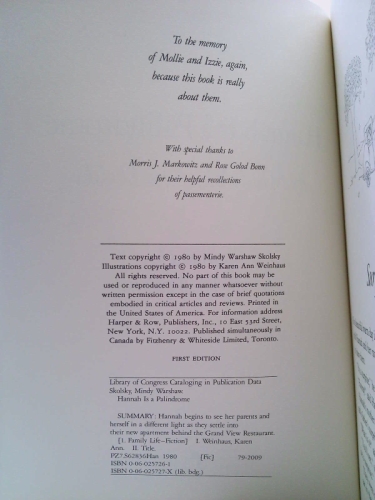 To the memory
of Mollie and Izzie, again,
because this book is really
about them.
With special thanks to
Morris J. Markowitz and Rose Golod Bonn
for their helpful recollections
of passementerie.
Text copyright © 1980 by Mindy Warshaw Skolsky
Illustrations copyright © 1980 by Karen Ann Weinhaus
All rights reserved. No part of this book may be
used or reproduced in any manner whatsoever without
written permission except in the case of brief quotations
embodied in critical articles and reviews. Printed in
the United States of America. For information address
Harper & Row, Publishers, Inc., 10 East 53rd Street,
New York, N.Y. 10022. Published simultaneously in
Canada by Fitzhenry & Whiteside Limited, Toronto.
FIRST EDITION
Library of Congress Cataloging in Publication Data
Skolsky, Mindy Warshaw.
Hannah Is a Palindrome
SUMMARY: Hannah begins to see her parents and
herself in a different light as they settle into
their new apartment behind the Grand View Restaurant.
[1. Family Life—Fiction] I. Weinhaus, Karen
Ann. II. Title.
PZ7.S62836Han 1980 [Fic] 79-2000
ISBN 0-06-025726-1
ISBN 0-06-025727-X (lib. bdg.)